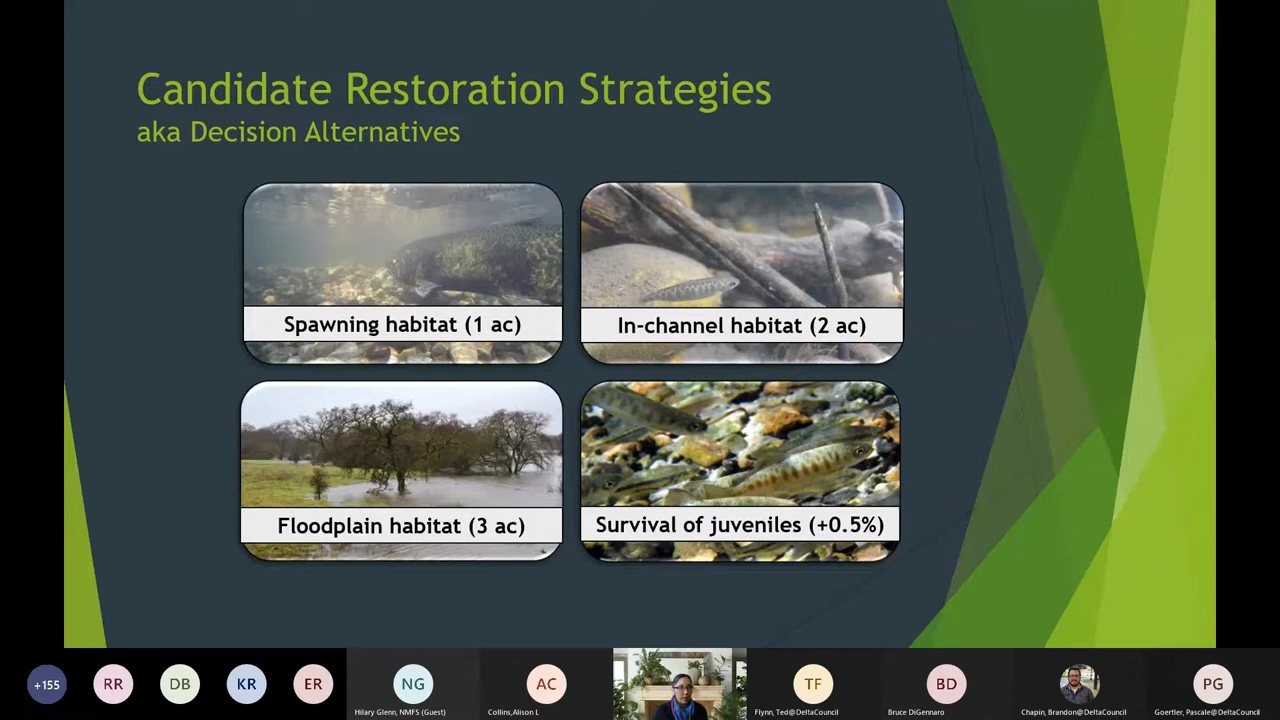 Candidate Restoration Strategies
aka Decision Alternatives
Spawning habitat (1 ac)
In-channel habitat (2 ac)
Floodplain habitat (3 ac)
Survival of juveniles (+0.5%)
+155
RR
DB
KR
ER
NG
AC
TF
BD
PG
Hilary Glenn, NMFS (Guest)
Collins,Alison L
Flynn, Ted@DeltaCouncil
Bruce DiGennaro
Chapin, Brandon@DeltaCouncil
Goertler, Pascale@DeltaCouncil